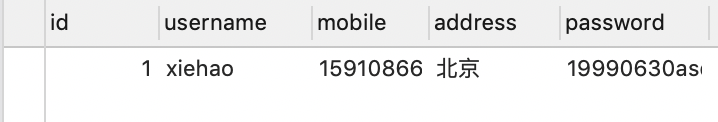 id username mobile address password
1 xiehao 15910866 北京 19990630as